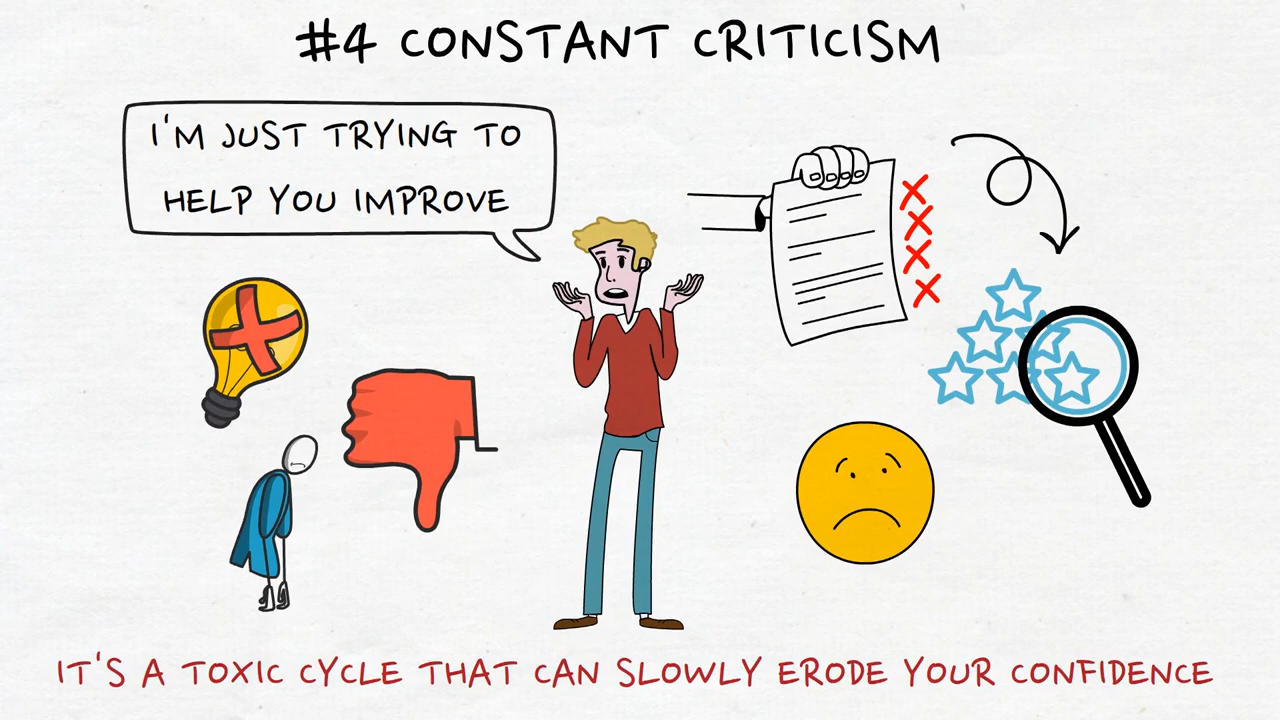 #4 CONSTANT CRITICISM
I'M JUST TRYING TO
HELP YOU IMPROVE
IT'S A TOXIC CYCLE THAT CAN SLOWLY ERODE YOUR CONFIDENCE